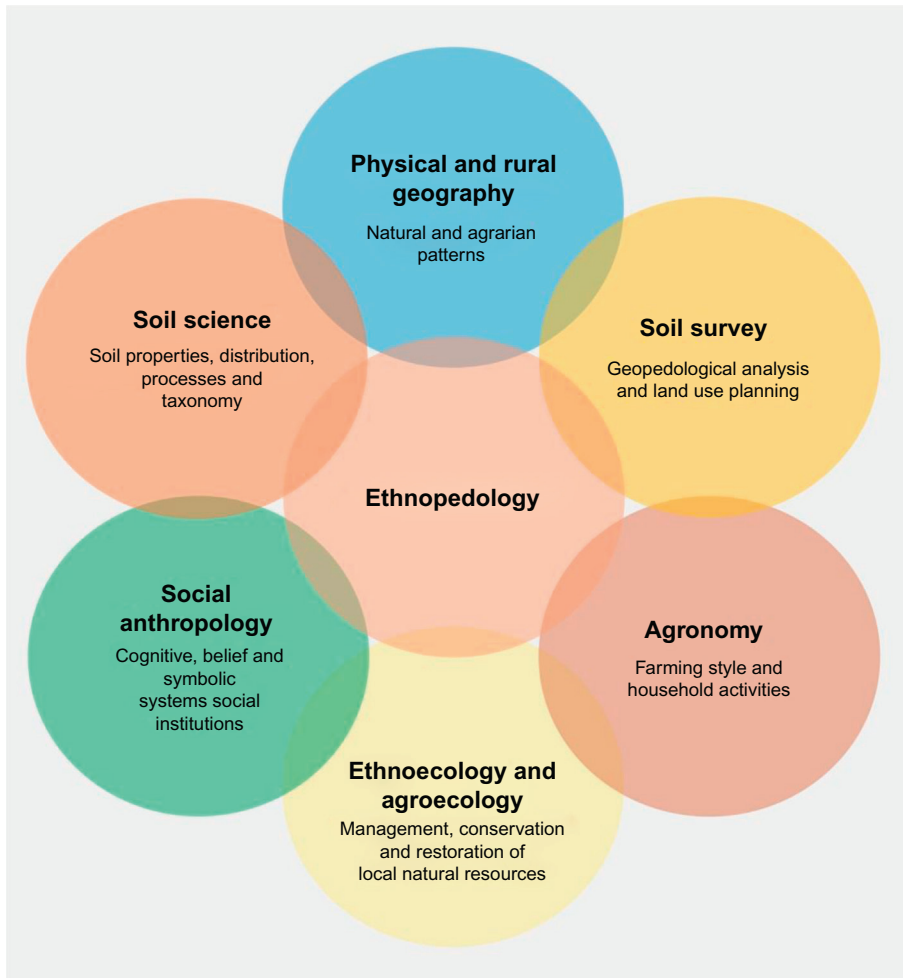 Physical and rural
geography
Natural and agrarian
patterns
Soil science
Soil properties, distribution,
processes and
taxonomy
Soil survey
Geopedological analysis
and land use planning
Ethnopedology
Social
anthropology
Cognitive, belief and
symbolic
systems social
institutions
Agronomy
Farming style and
household activities
Ethnoecology and
agroecology
Management, conservation
and restoration of
local natural resources